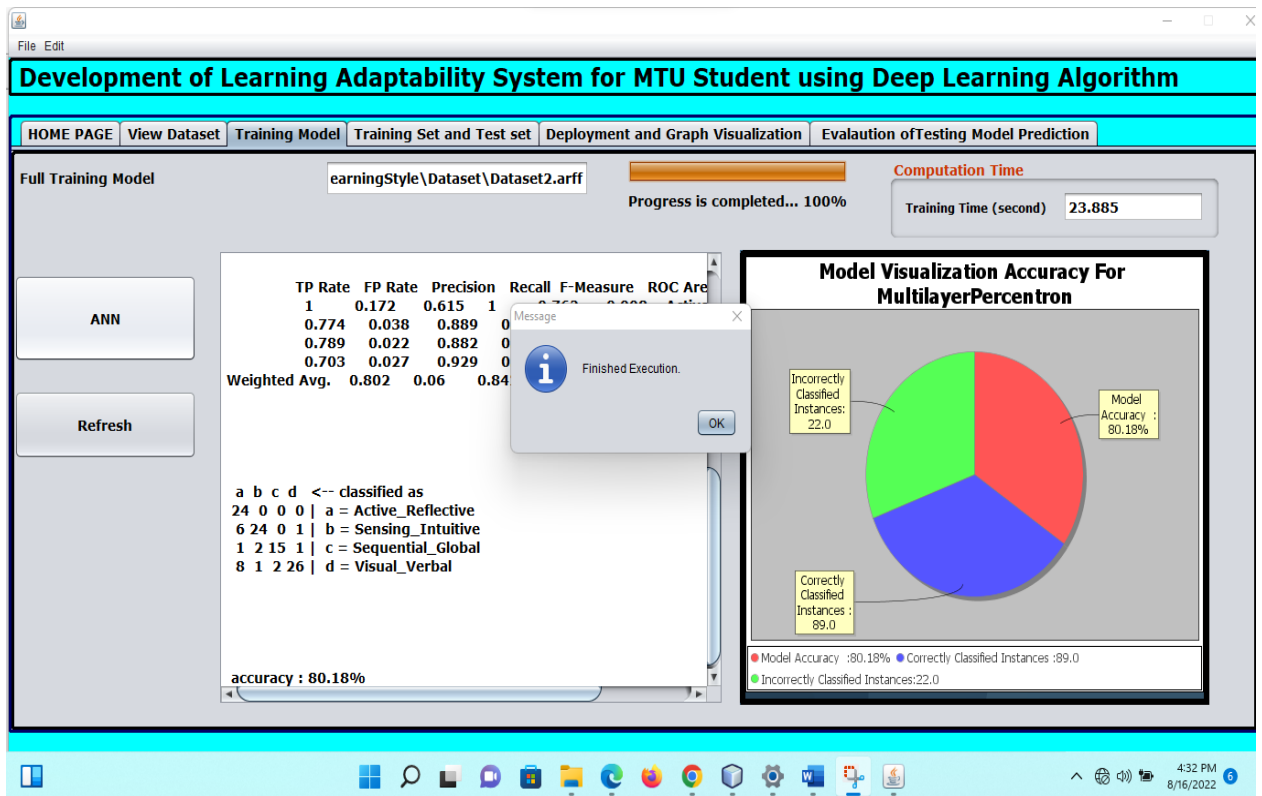 File Edit
Development of Learning Adaptability System for MTU Student using Deep Learning Algorithm
HOME PAGE View Dataset Training Model Training Set and Test set Deployment and Graph Visualization Evalaution ofTesting Model Prediction
Full Training Model
earningStyle\Dataset\Dataset2.arff
Progress is completed... 100%
Computation Time
Training Time (second) 23.885
ANN
Refresh
TP Rate FP Rate Precision Recall F-Measure ROC Are
1 0.172 0.615 1
0.774 0.038 0.889 0
0.789 0.022 0.882 0
0.703 0.027 0.929 0
Weighted Avg. 0.802 0.06 0.84
a b c d <-- classified as
24 0 0 0 | a = Active_Reflective
6 24 0 1 | b = Sensing_Intuitive
1 2 15 1 | c = Sequential_Global
8 1 2 26 | d = Visual_Verbal
accuracy : 80.18%
Message
Finished Execution.
OK
Model Visualization Accuracy For
MultilayerPercentron
Incorrectly
Classified
Instances:
22.0
Model
Accuracy :
80.18%
Correctly
Classified
Instances :
89.0
Model Accuracy :80.18% Correctly Classified Instances :89.0
Incorrectly Classified Instances:22.0
4:32 PM
8/16/2022
6